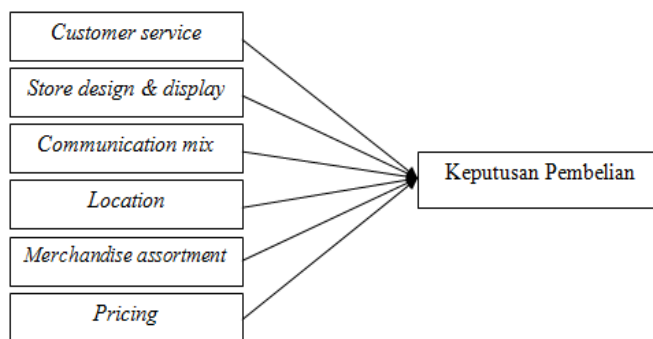 Customer service
Store design & display
Communication mix
Keputusan Pembelian
Location
Merchandise assortment
Pricing